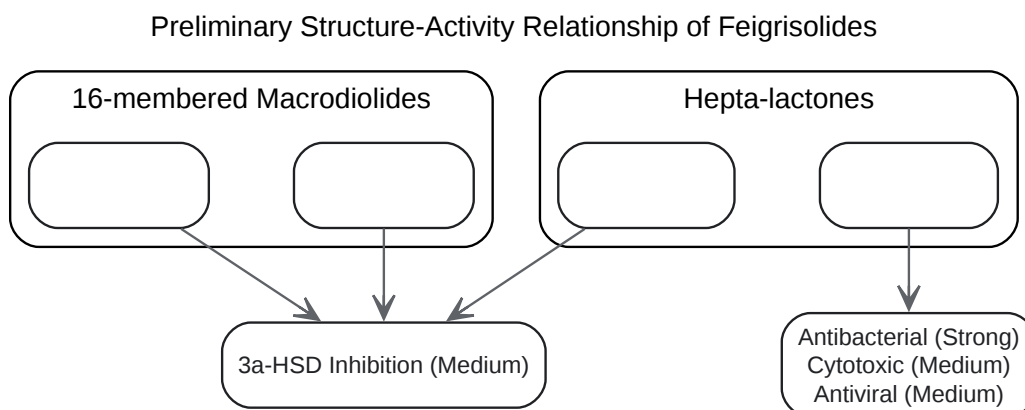 Preliminary Structure-Activity Relationship of Feigrisolides
16-membered Macrodiolides
Hepta-lactones
3a-HSD Inhibition (Medium)
Antibacterial (Strong)
Cytotoxic (Medium)
Antiviral (Medium)